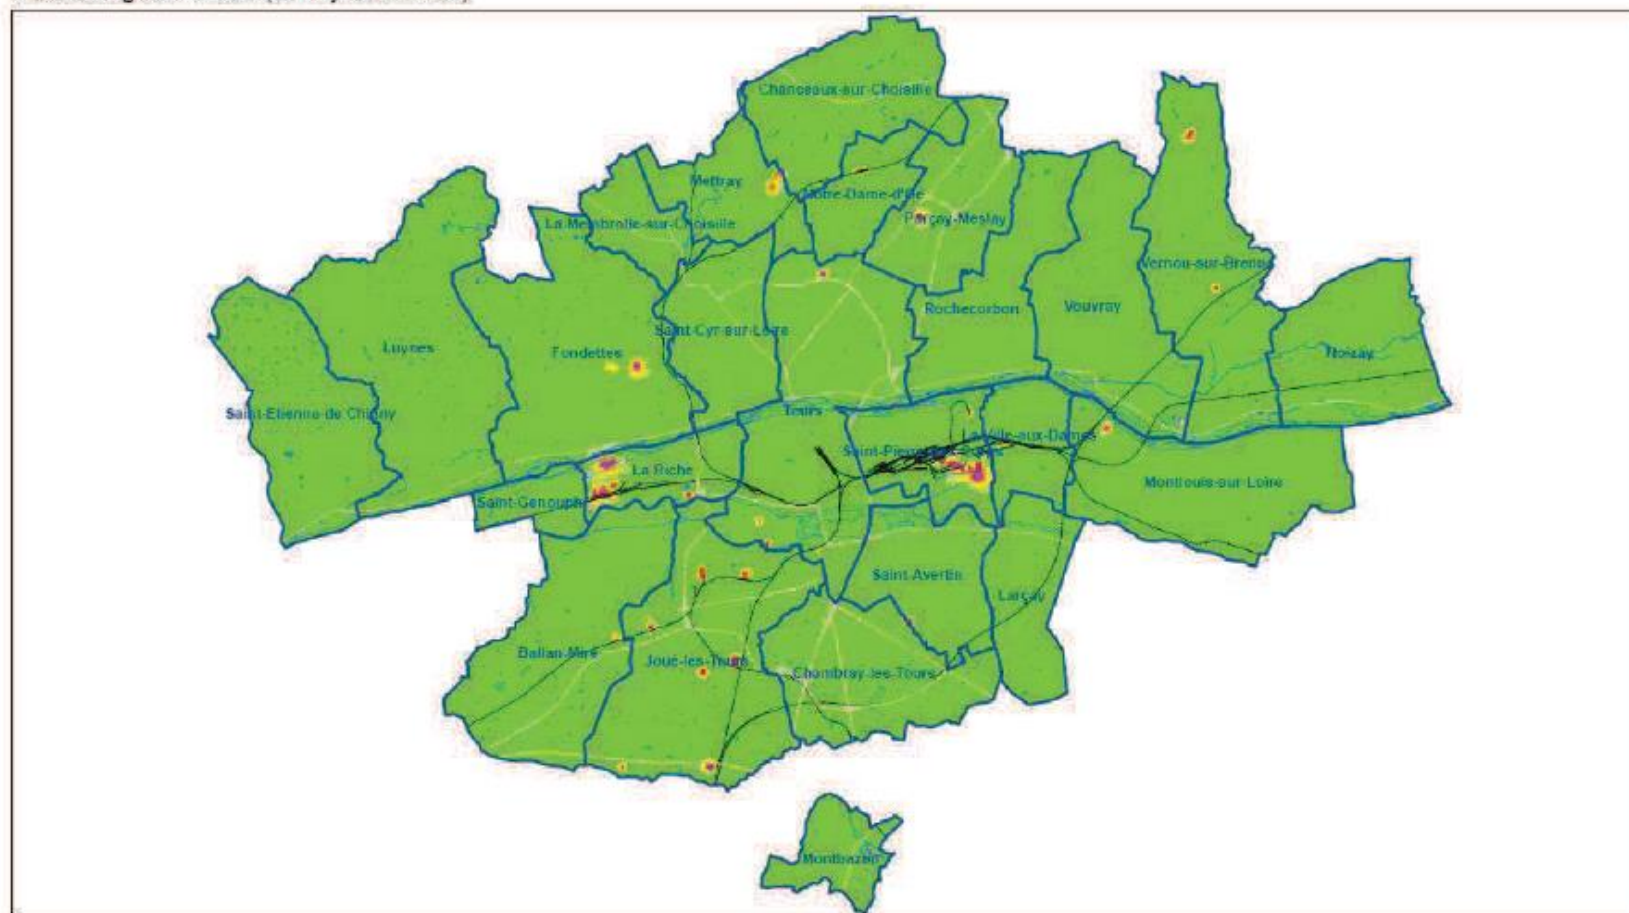 Chanceaux-sur-Choisille
Mettray
Notre-Dame-d'Oé
La Membrolle-sur-Choisille
Parçay-Meslay
Vernou-sur-Brenne
Rochecorbon
Vouvray
Saint-Cyr-sur-Loire
Luynes
Fondettes
Noizay
Saint-Etienne-de-Chigny
Tours
La Ville-aux-Dames
Saint-Pierre-des-Corps
La Riche
Montlouis-sur-Loire
Saint-Genouph
Saint-Avertin
Larçay
Ballan-Miré
Joué-les-Tours
Chambray-les-Tours
Montbazon